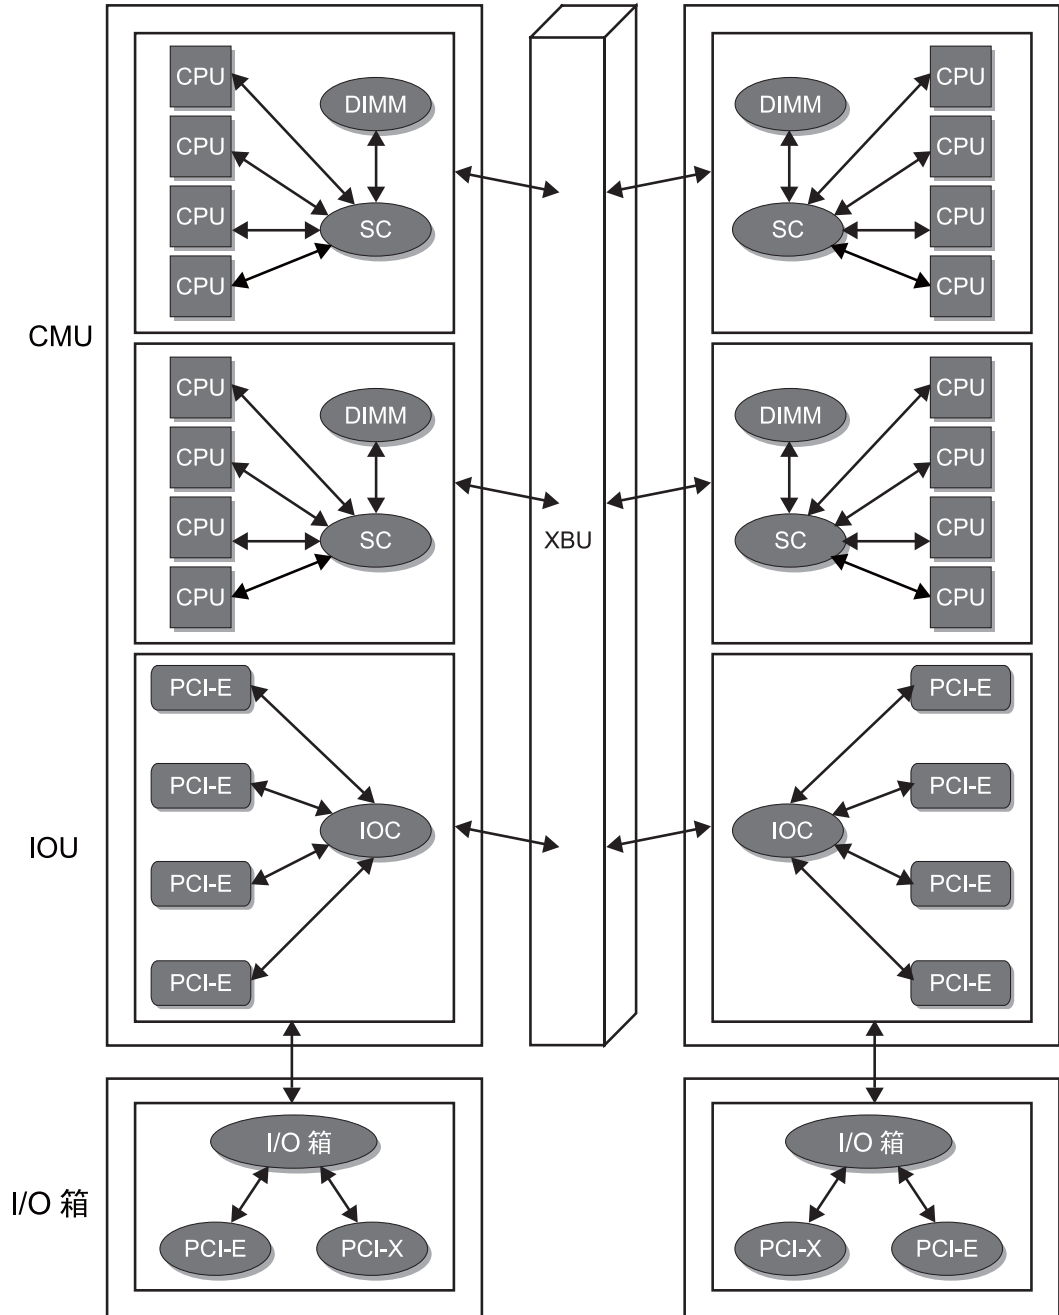 CPU
CPU
CPU
CPU
DIMM
SC
DIMM
SC
CPU
CPU
CPU
CPU
CMU
CPU
CPU
CPU
CPU
DIMM
SC
XBU
DIMM
SC
CPU
CPU
CPU
CPU
PCI-E
PCI-E
PCI-E
PCI-E
IOC
IOU
IOC
PCI-E
PCI-E
PCI-E
PCI-E
I/O 箱
I/O 箱
PCI-E
PCI-X
I/O 箱
PCI-X
PCI-E